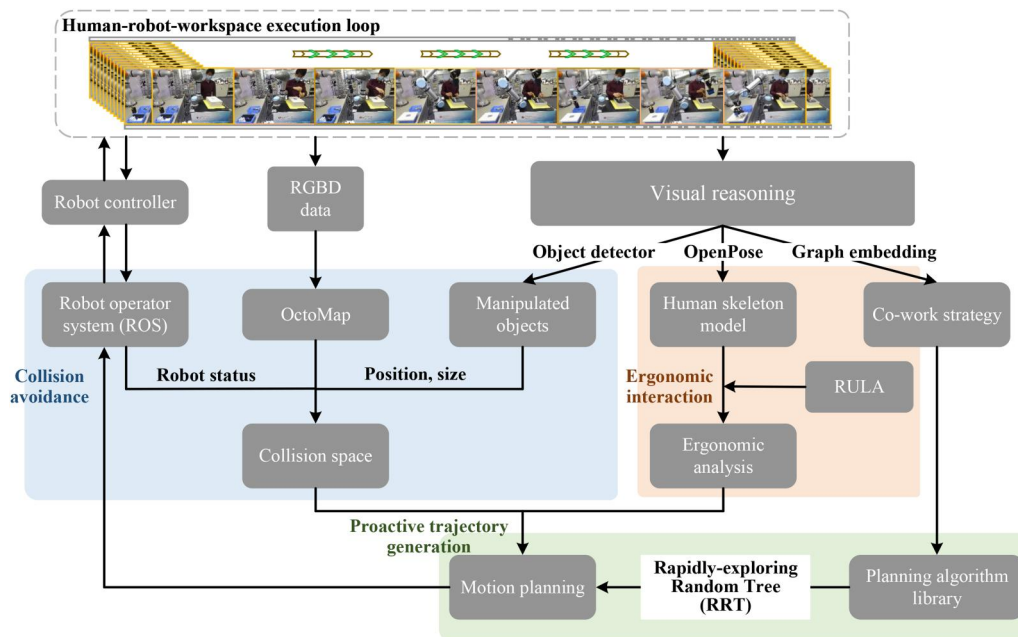 Human-robot-workspace execution loop
Robot controller
RGBD
data
Visual reasoning
Object detector
OpenPose
Graph embedding
Robot operator
system (ROS)
OctoMap
Manipulated
objects
Human skeleton
model
Co-work strategy
Collision
avoidance
Robot status
Position, size
Ergonomic
interaction
RULA
Collision space
Ergonomic
analysis
Proactive trajectory
generation
Motion planning
Rapidly-exploring
Random Tree
(RRT)
Planning algorithm
library